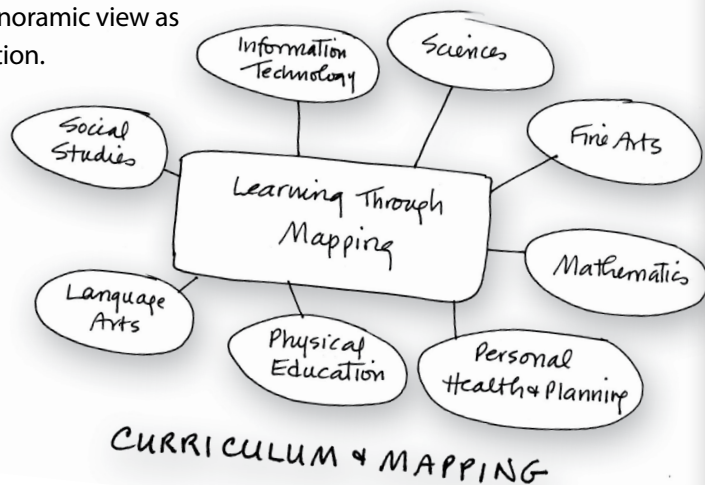 noramic view as
tion.
Information
Technology
Sciences
Social
Studies
Fine Arts
Learning Through
Mapping
Mathematics
Language
Arts
Physical
Education
Personal
Health & Planning
CURRICULUM & MAPPING